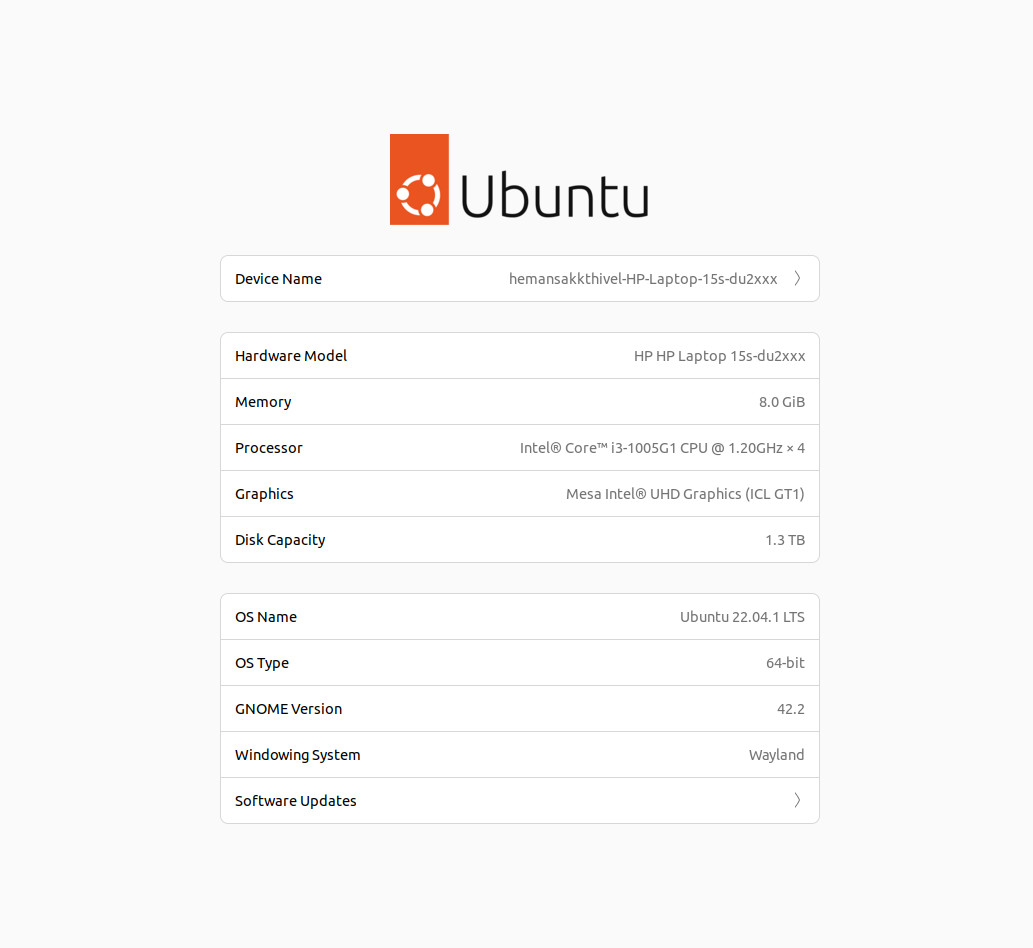 Ubuntu
Device Name hemansakkthivel-HP-Laptop-15s-du2xxx
Hardware Model HP HP Laptop 15s-du2xxx
Memory 8.0 GiB
Processor Intel® Core™ i3-1005G1 CPU @ 1.20GHz × 4
Graphics Mesa Intel® UHD Graphics (ICL GT1)
Disk Capacity 1.3 TB
OS Name Ubuntu 22.04.1 LTS
OS Type 64-bit
GNOME Version 42.2
Windowing System Wayland
Software Updates